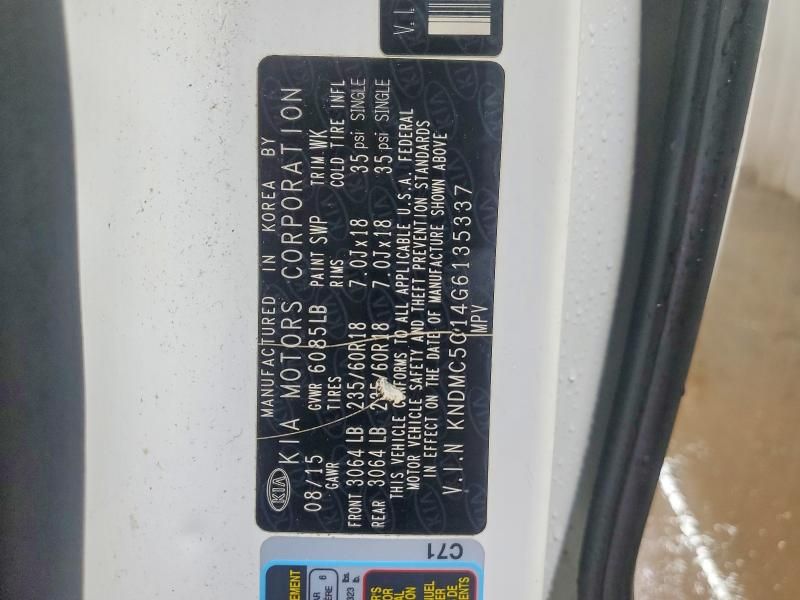 MANUFACTURED IN KOREA BY
KIA KIA MOTORS CORPORATION
08/15 GVWR 6085LB PAINT SWP TRIM WK
GAWR TIRES RIMS COLD TIRE INFL
FRONT 3064 LB 235/60R18 7.0Jx18 35 psi SINGLE
REAR 3064 LB 235/60R18 7.0Jx18 35 psi SINGLE
THIS VEHICLE CONFORMS TO ALL APPLICABLE U.S.A. FEDERAL
MOTOR VEHICLE SAFETY AND THEFT PREVENTION STANDARDS
IN EFFECT ON THE DATE OF MANUFACTURE SHOWN ABOVE
V.I.N KNDMC5C14G6135337
MPV
V.I
C71